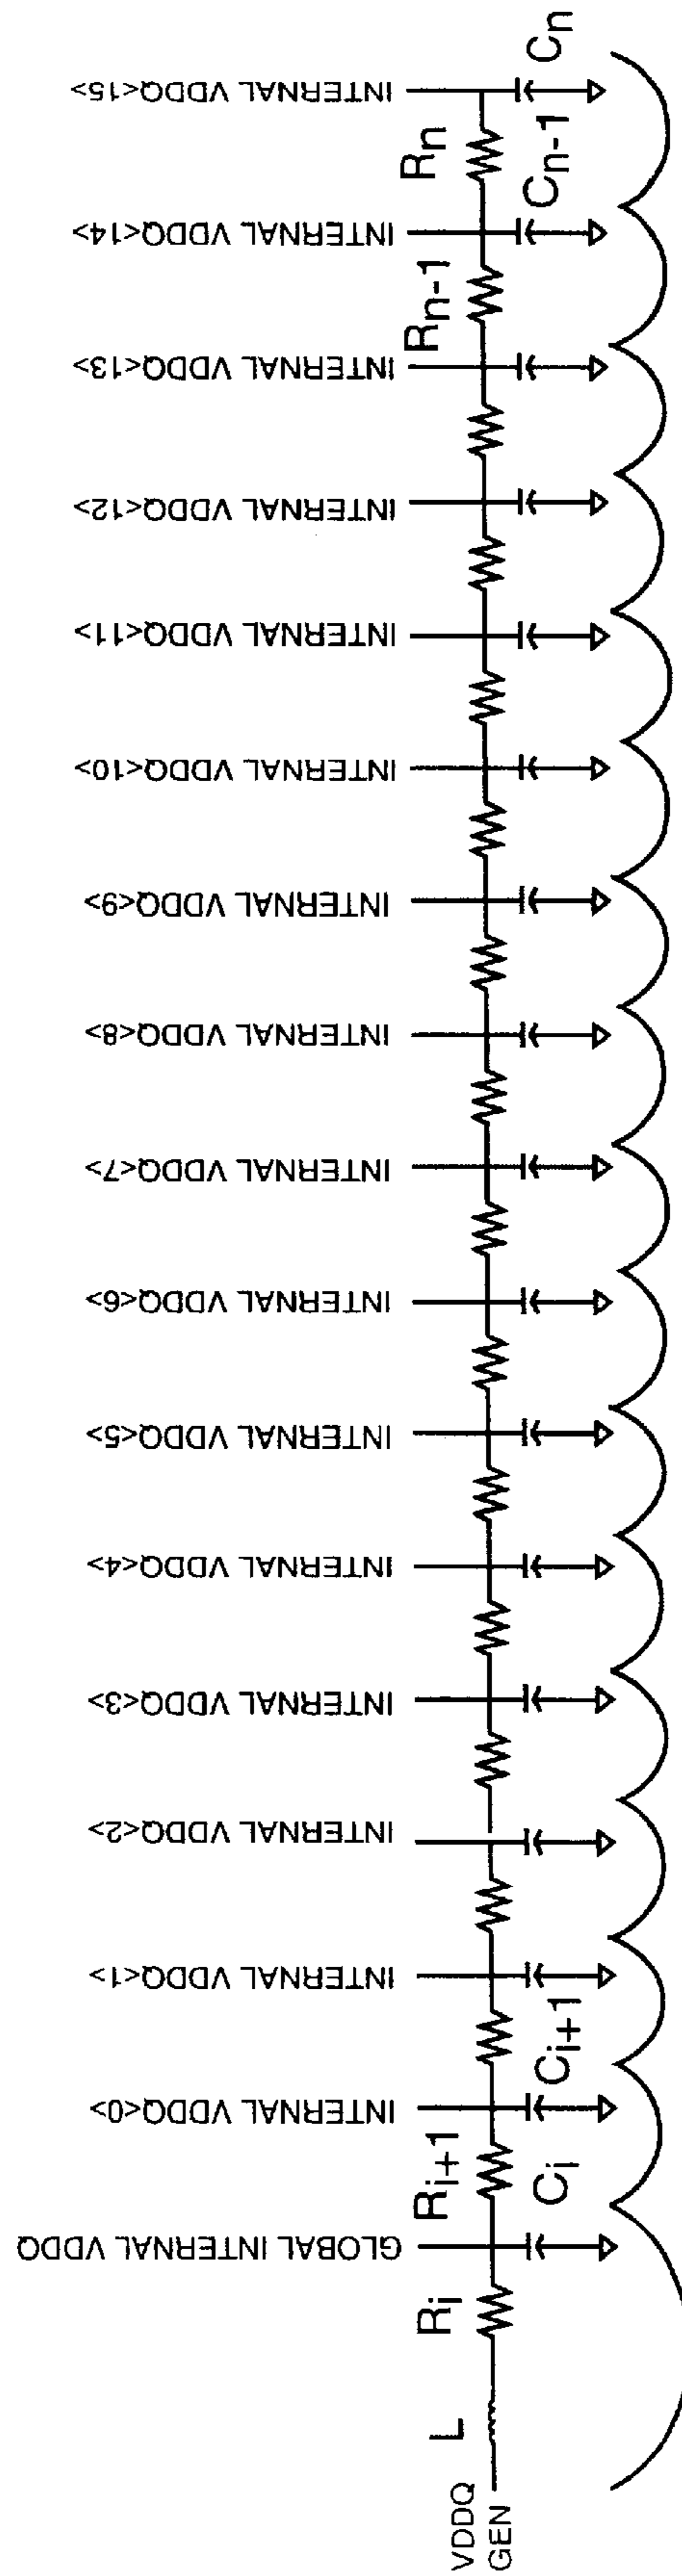 VDDQ
GEN
L
Ri
GLOBAL INTERNAL VDDQ
Ci
Ri+1
INTERNAL VDDQ<0>
Ci+1
INTERNAL VDDQ<1>
INTERNAL VDDQ<2>
INTERNAL VDDQ<3>
INTERNAL VDDQ<4>
INTERNAL VDDQ<5>
INTERNAL VDDQ<6>
INTERNAL VDDQ<7>
INTERNAL VDDQ<8>
INTERNAL VDDQ<9>
INTERNAL VDDQ<10>
INTERNAL VDDQ<11>
INTERNAL VDDQ<12>
INTERNAL VDDQ<13>
Rn-1
INTERNAL VDDQ<14>
Cn-1
Rn
INTERNAL VDDQ<15>
Cn